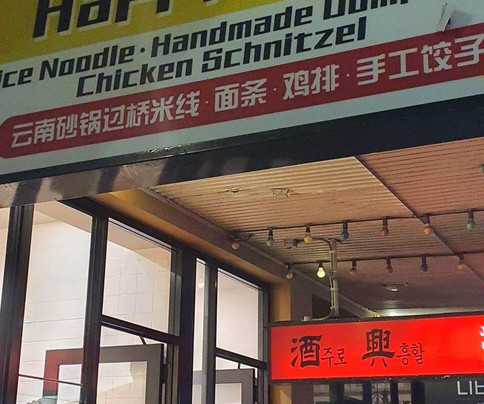 Noodle · Handmade
Chicken Schnitzel
云南砂锅过桥米线 · 面条 · 鸡排 · 手工饺子
酒주로 興흥할